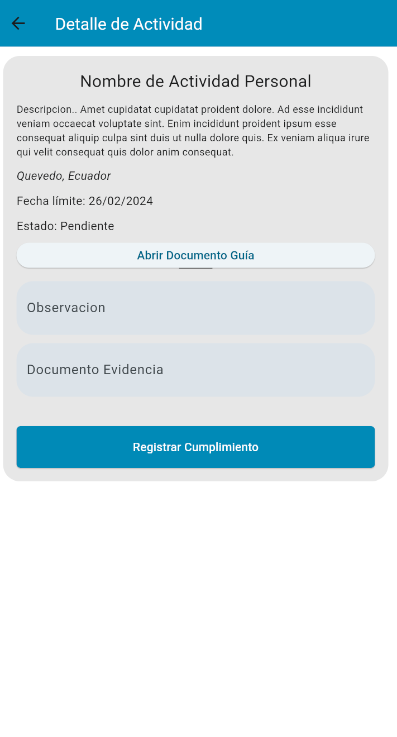 Detalle de Actividad
Nombre de Actividad Personal
Descripcion.. Amet cupidatat cupidatat proident dolore. Ad esse incididunt
veniam occaecat voluptate sint. Enim incididunt proident ipsum esse
consequat aliquip culpa sint duis ut nulla dolore quis. Ex veniam aliqua irure
qui velit consequat quis dolor anim consequat.
Quevedo, Ecuador
Fecha límite: 26/02/2024
Estado: Pendiente
Abrir Documento Guía
Observacion
Documento Evidencia
Registrar Cumplimiento